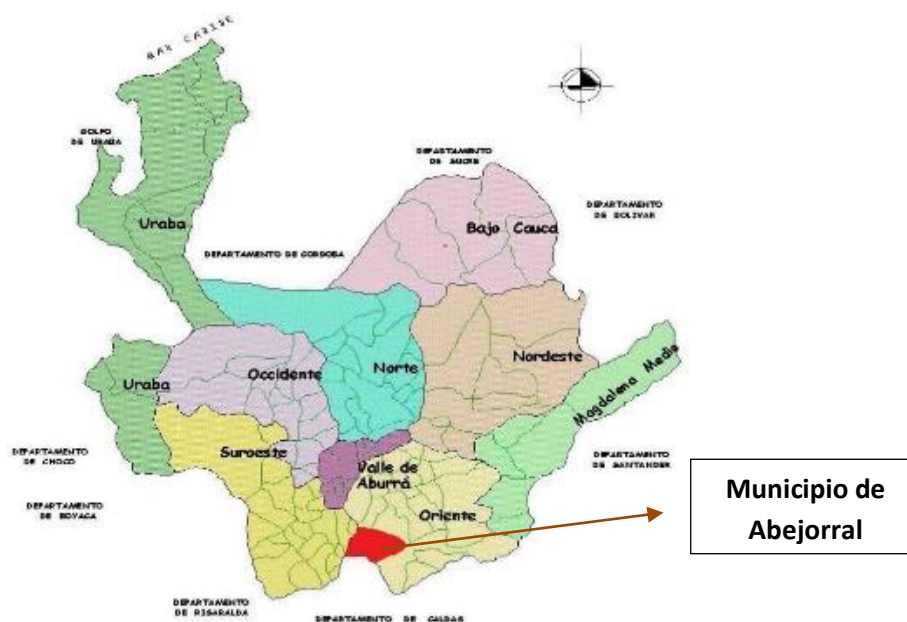 MAR CARIBE
GOLFO
DE URABA
DEPARTAMENTO
DE SUCRE
DEPARTAMENTO
DE BOLIVAR
Uraba
Bajo Cauca
DEPARTAMENTO DE CORDOBA
Uraba
Occidente
Norte
Nordeste
Magdalena Medio
DEPARTAMENTO
DE CHOCO
Suroeste
Valle de
Aburrá
DEPARTAMENTO
DE SANTANDER
DEPARTAMENTO
DE BOYACA
Oriente
Municipio de
Abejorral
DEPARTAMENTO
DE RISARALDA
DEPARTAMENTO DE CALDAS